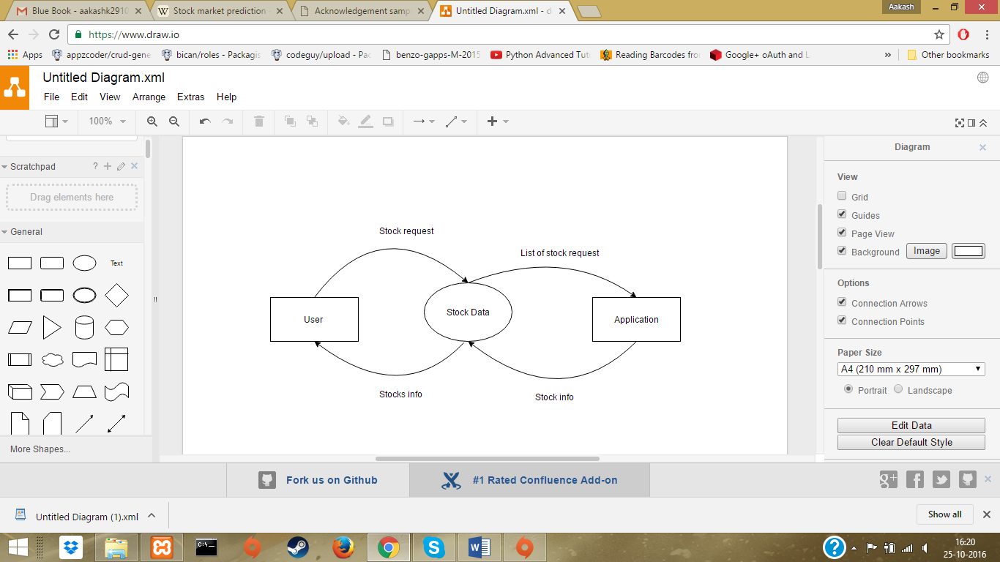 Blue Book - aakashk2910
Stock market prediction
Acknowledgement samp
Untitled Diagram.xml - d
Aakash
https://www.draw.io
Apps
appzcoder/crud-gene
bican/roles - Packagis
codeguy/upload - Pac
benzo-gapps-M-2015
Python Advanced Tut
Reading Barcodes fro
Google+ oAuth and L
»
Other bookmarks
Untitled Diagram.xml
File Edit View Arrange Extras Help
100%
Scratchpad
?
Drag elements here
General
Text
More Shapes...
Stock request
List of stock request
User
Stock Data
Application
Stocks info
Stock info
Diagram
View
Grid
Guides
Page View
Background
Image
Options
Connection Arrows
Connection Points
Paper Size
A4 (210 mm x 297 mm)
Portrait
Landscape
Edit Data
Clear Default Style
Fork us on Github
#1 Rated Confluence Add-on
Untitled Diagram (1).xml
Show all
16:20
25-10-2016